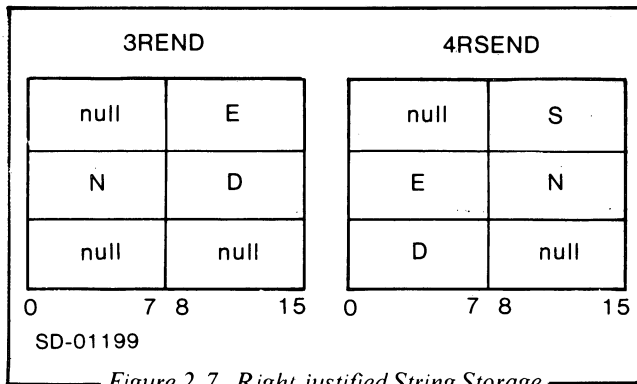 3REND 4RSEND
null E null S
N D E N
null null D null
0 7 8 15 0 7 8 15
SD-01199
Figure 2-7. Right-justified String Storage